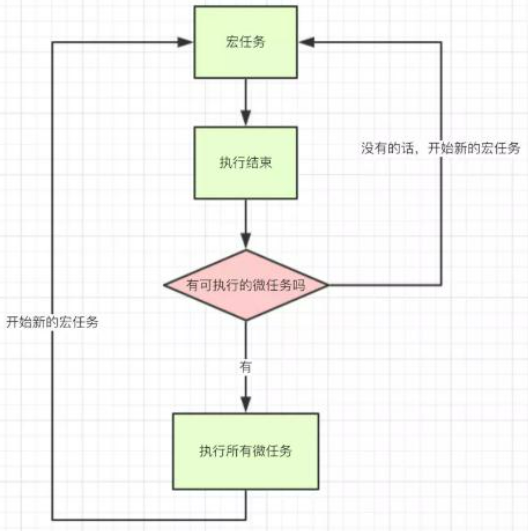 宏任务
执行结束
没有的话，开始新的宏任务
有可执行的微任务吗
开始新的宏任务
有
执行所有微任务